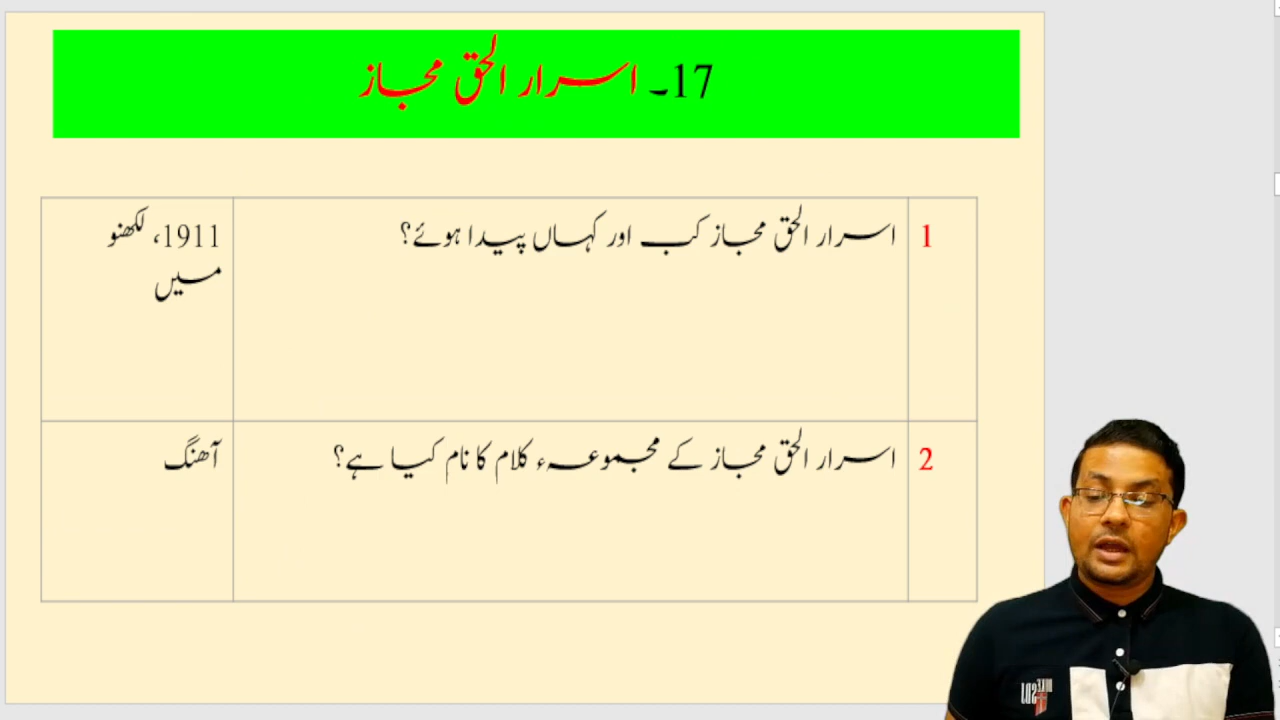 17۔ اسرار الحق مجاز
1 اسرار الحق مجاز کب اور کہاں پیدا ہوئے؟ 1911، لکھنو
میں
2 اسرار الحق مجاز کے مجموعہء کلام کا نام کیا ہے؟ آھنگ